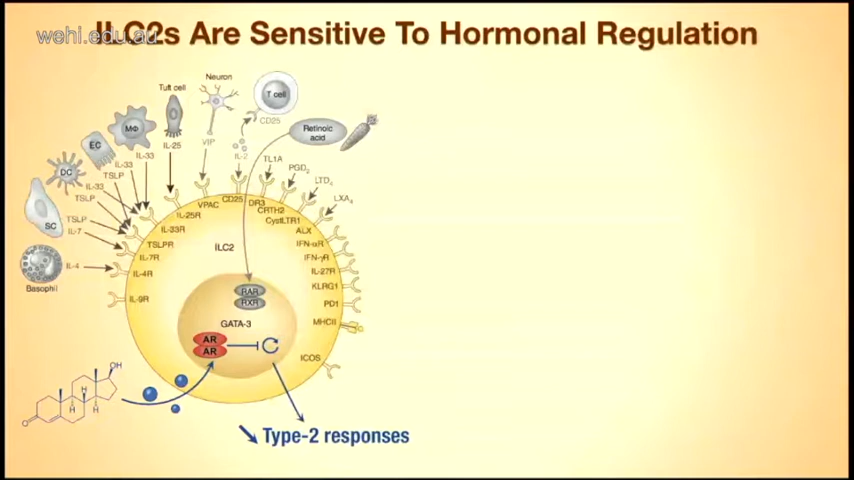 wehi.edu.au
ILC2s Are Sensitive To Hormonal Regulation
Neuron
Tuft cell
T cell
CD25
MΦ
Retinoic
acid
EC
IL-25
VIP
IL-2
IL-33
TL1A
PGD2
DC
IL-33
TSLP
IL-33
LTD4
TSLP
LXA4
SC
TSLP
IL-7
VPAC
CD25
DR3
CRTH2
CystLTR1
IL-25R
IL-33R
ALX
TSLPR
ILC2
IFN-αR
IL-7R
IFN-γR
IL-4
IL-4R
IL-27R
Basophil
KLRG1
RAR
RXR
IL-9R
PD1
GATA-3
MHCII
AR
AR
ICOS
OH
H
H
H
O
Type-2 responses